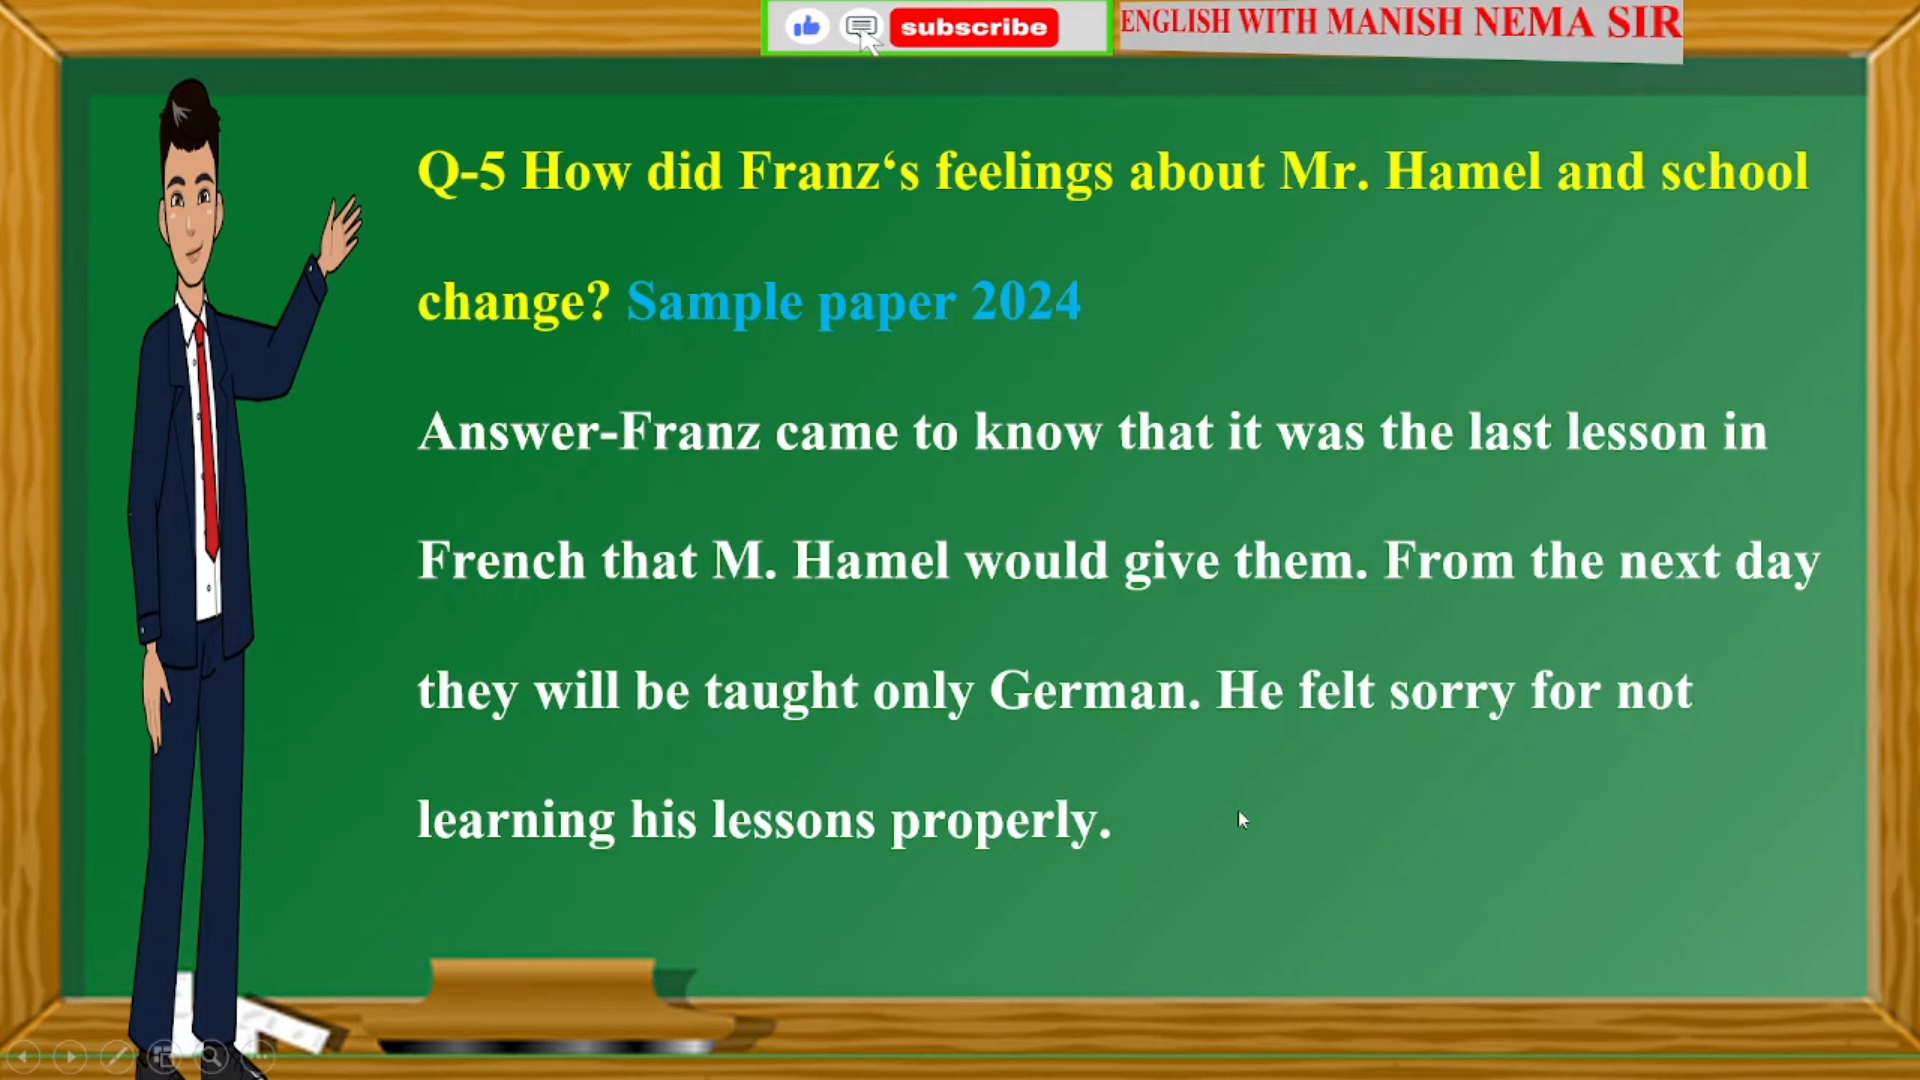 subscribe
ENGLISH WITH MANISH NEMA SIR
Q-5 How did Franz‘s feelings about Mr. Hamel and school
change? Sample paper 2024
Answer-Franz came to know that it was the last lesson in
French that M. Hamel would give them. From the next day
they will be taught only German. He felt sorry for not
learning his lessons properly.